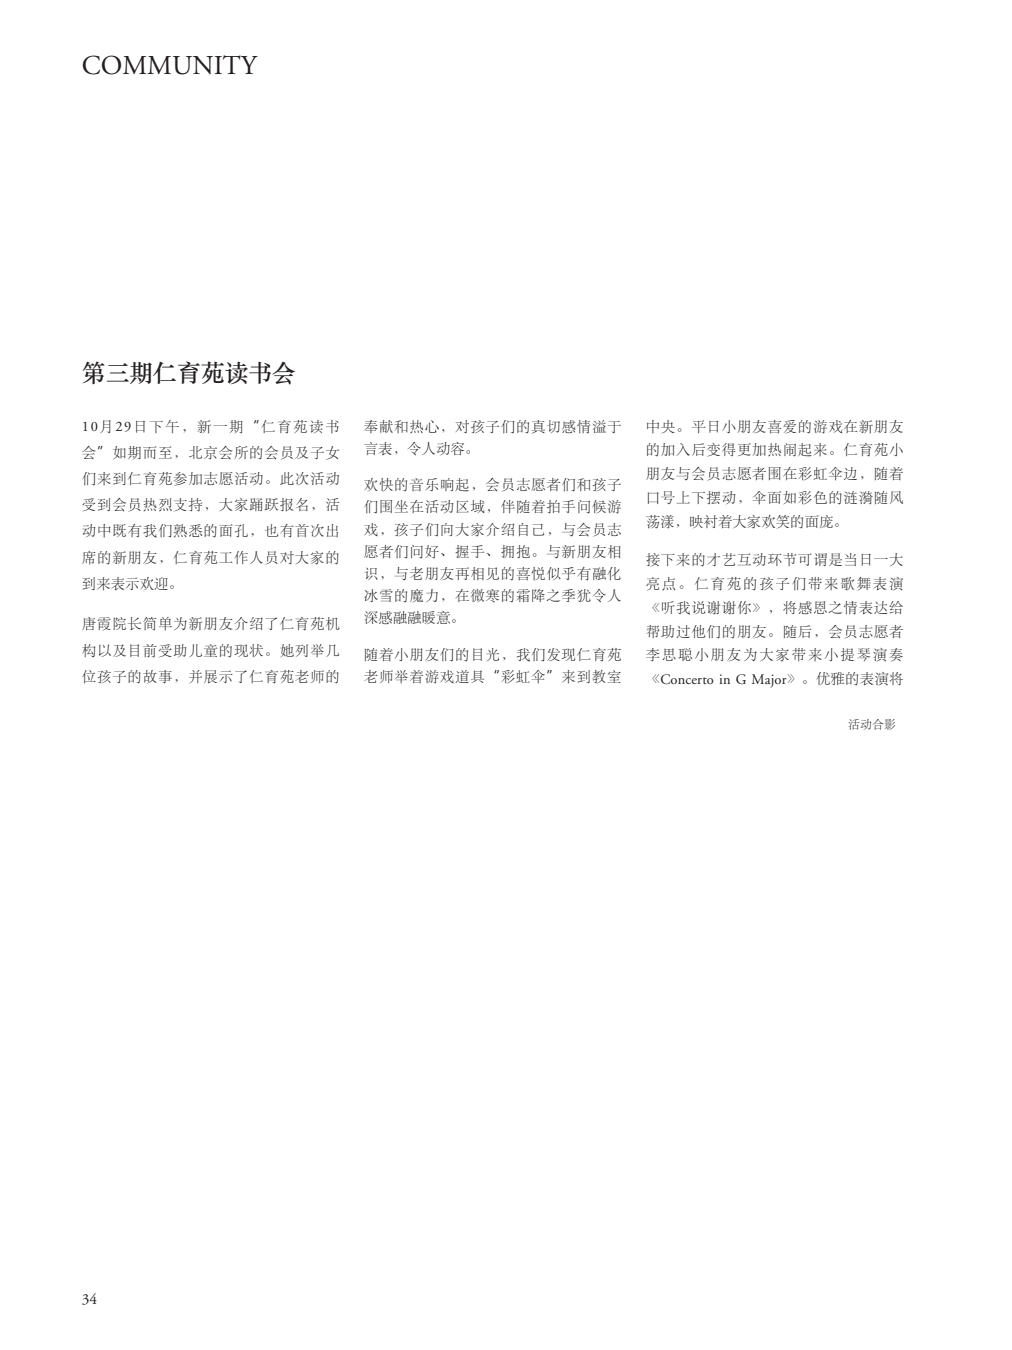 COMMUNITY
第三期仁育苑读书会
10月29日下午，新一期“仁育苑读书
会”如期而至，北京会所的会员及子女
们来到仁育苑参加志愿活动。此次活动
受到会员热烈支持，大家踊跃报名，活
动中既有我们熟悉的面孔，也有首次出
席的新朋友，仁育苑工作人员对大家的
到来表示欢迎。
唐霞院长简单为新朋友介绍了仁育苑机
构以及目前受助儿童的现状。她列举几
位孩子的故事，并展示了仁育苑老师的
奉献和热心，对孩子们的真切感情溢于
言表，令人动容。
欢快的音乐响起，会员志愿者们和孩子
们围坐在活动区域，伴随着拍手问候游
戏，孩子们向大家介绍自己，与会员志
愿者们问好、握手、拥抱。与新朋友相
识，与老朋友再相见的喜悦似乎有融化
冰雪的魔力，在微寒的霜降之季犹令人
深感融融暖意。
随着小朋友们的目光，我们发现仁育苑
老师举着游戏道具“彩虹伞”来到教室
中央。平日小朋友喜爱的游戏在新朋友
的加入后变得更加热闹起来。仁育苑小
朋友与会员志愿者围在彩虹伞边，随着
口号上下摆动，伞面如彩色的涟漪随风
荡漾，映衬着大家欢笑的面庞。
接下来的才艺互动环节可谓是当日一大
亮点。仁育苑的孩子们带来歌舞表演
《听我说谢谢你》，将感恩之情表达给
帮助过他们的朋友。随后，会员志愿者
李思聪小朋友为大家带来小提琴演奏
《Concerto in G Major》。优雅的表演将
活动合影
34